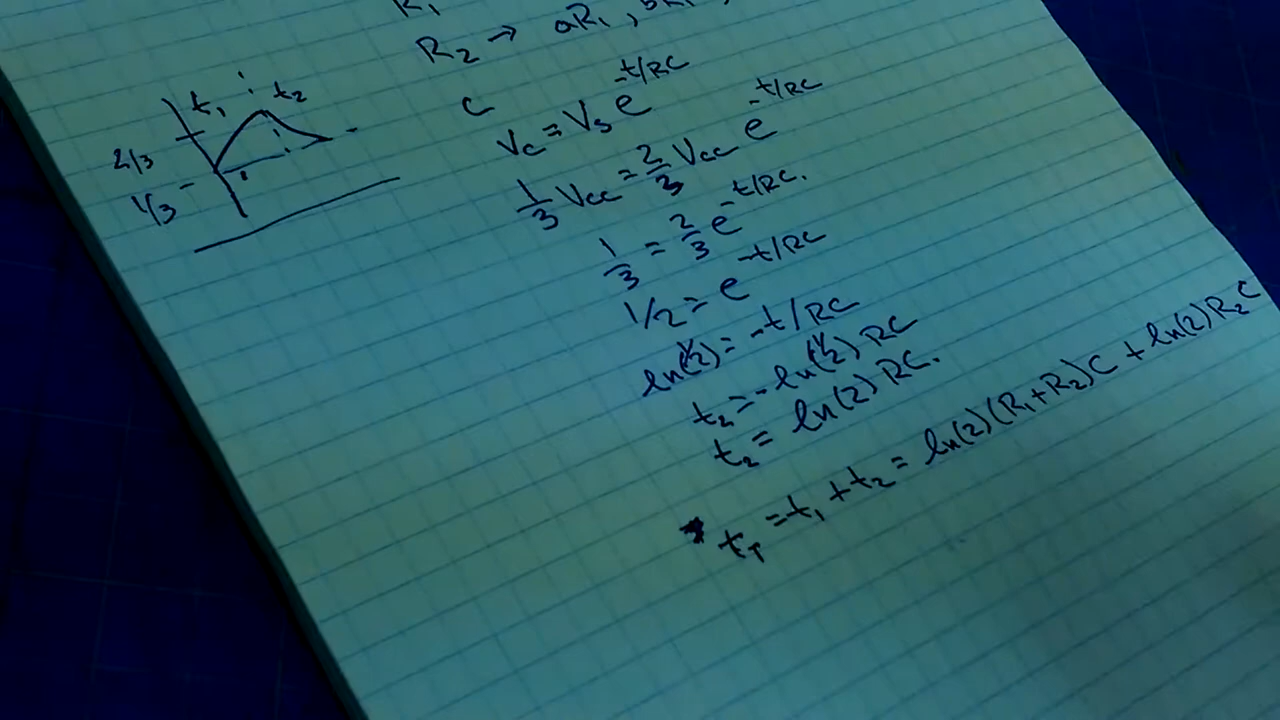 R₁
R₂ → aR₁,
C
t₁ t₂
2/3
1/3
Vc = Vs e^-t/RC
1/3 Vcc = 2/3 Vcc e^-t/RC
1/3 = 2/3 e^-t/RC.
1/2 = e^-t/RC
ln(1/2) = -t/RC
t₂ = -ln(1/2) RC
t₂ = ln(2) RC.
t_T = t₁ + t₂ = ln(2)(R₁+R₂)C + ln(2)R₂C